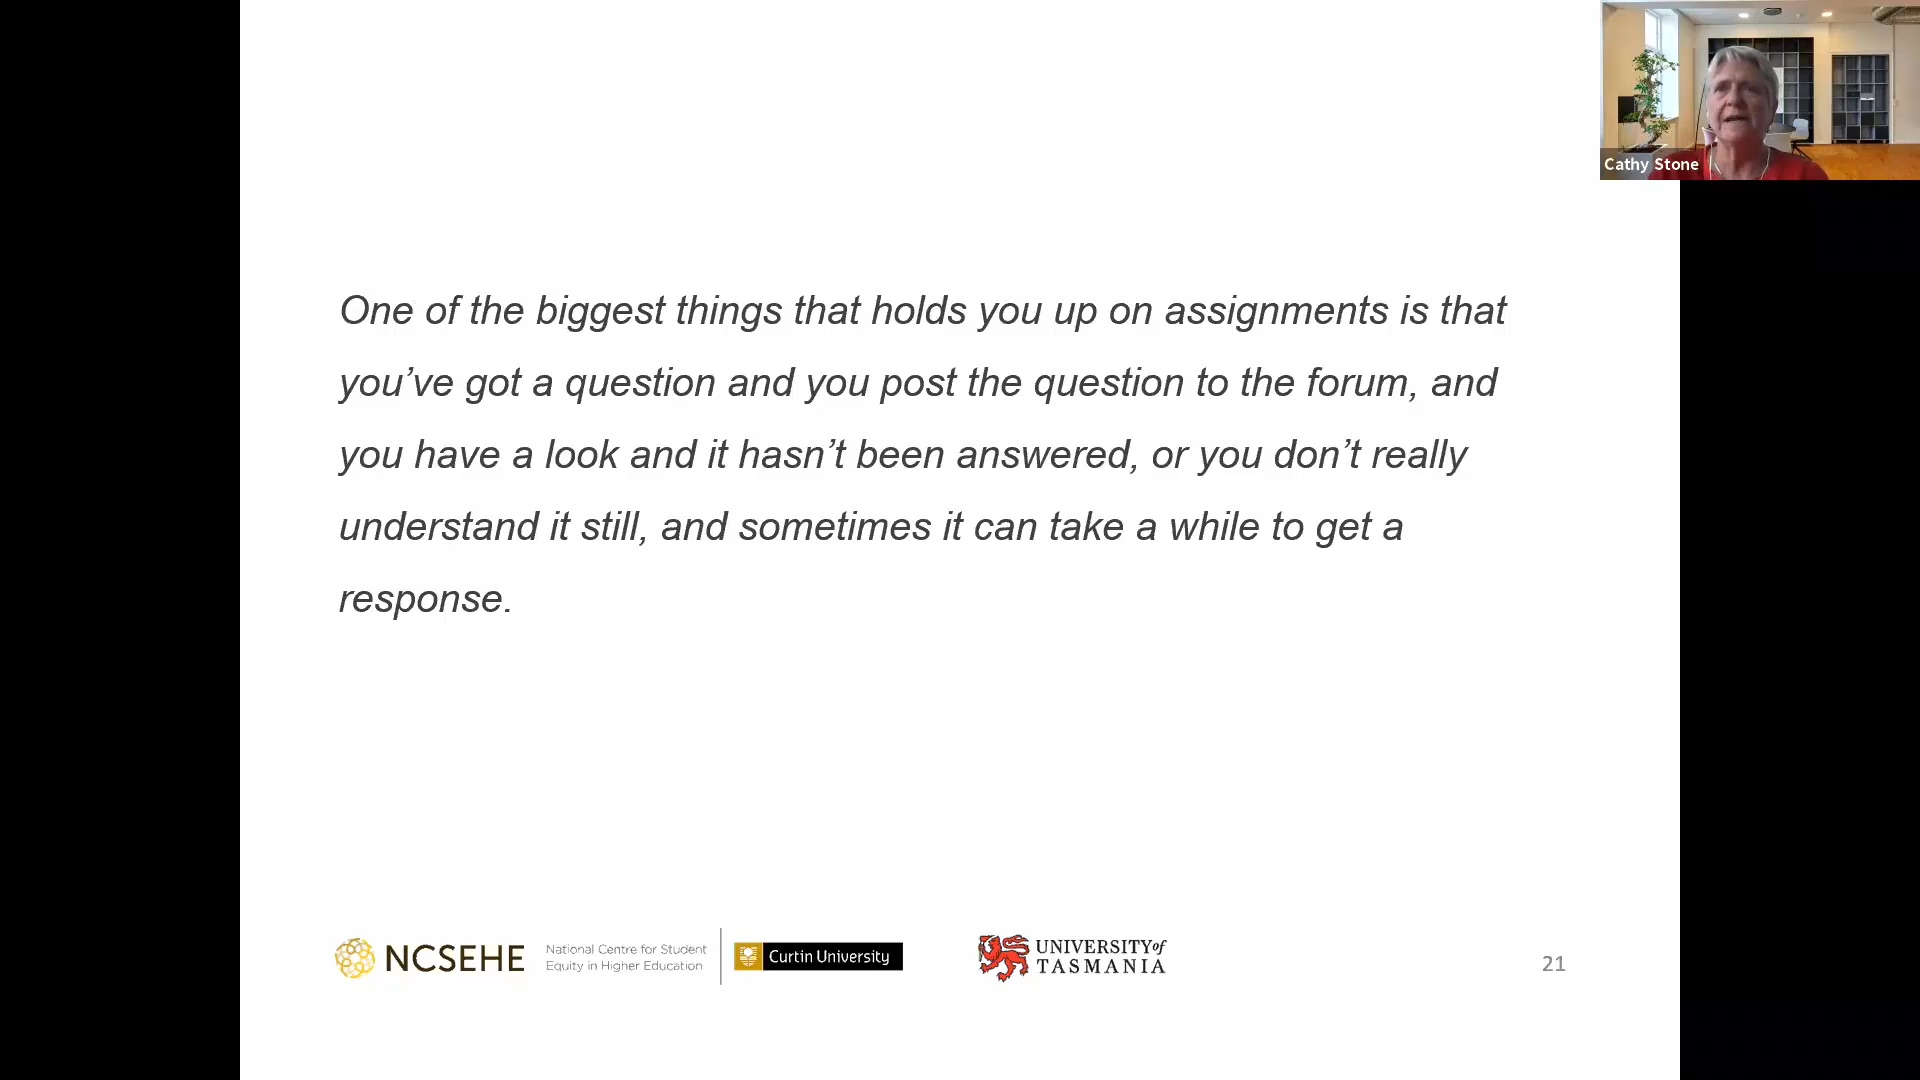 Cathy Stone
One of the biggest things that holds you up on assignments is that
you’ve got a question and you post the question to the forum, and
you have a look and it hasn’t been answered, or you don’t really
understand it still, and sometimes it can take a while to get a
response.
NCSEHE
National Centre for Student
Equity in Higher Education
Curtin University
UNIVERSITY of
TASMANIA
21